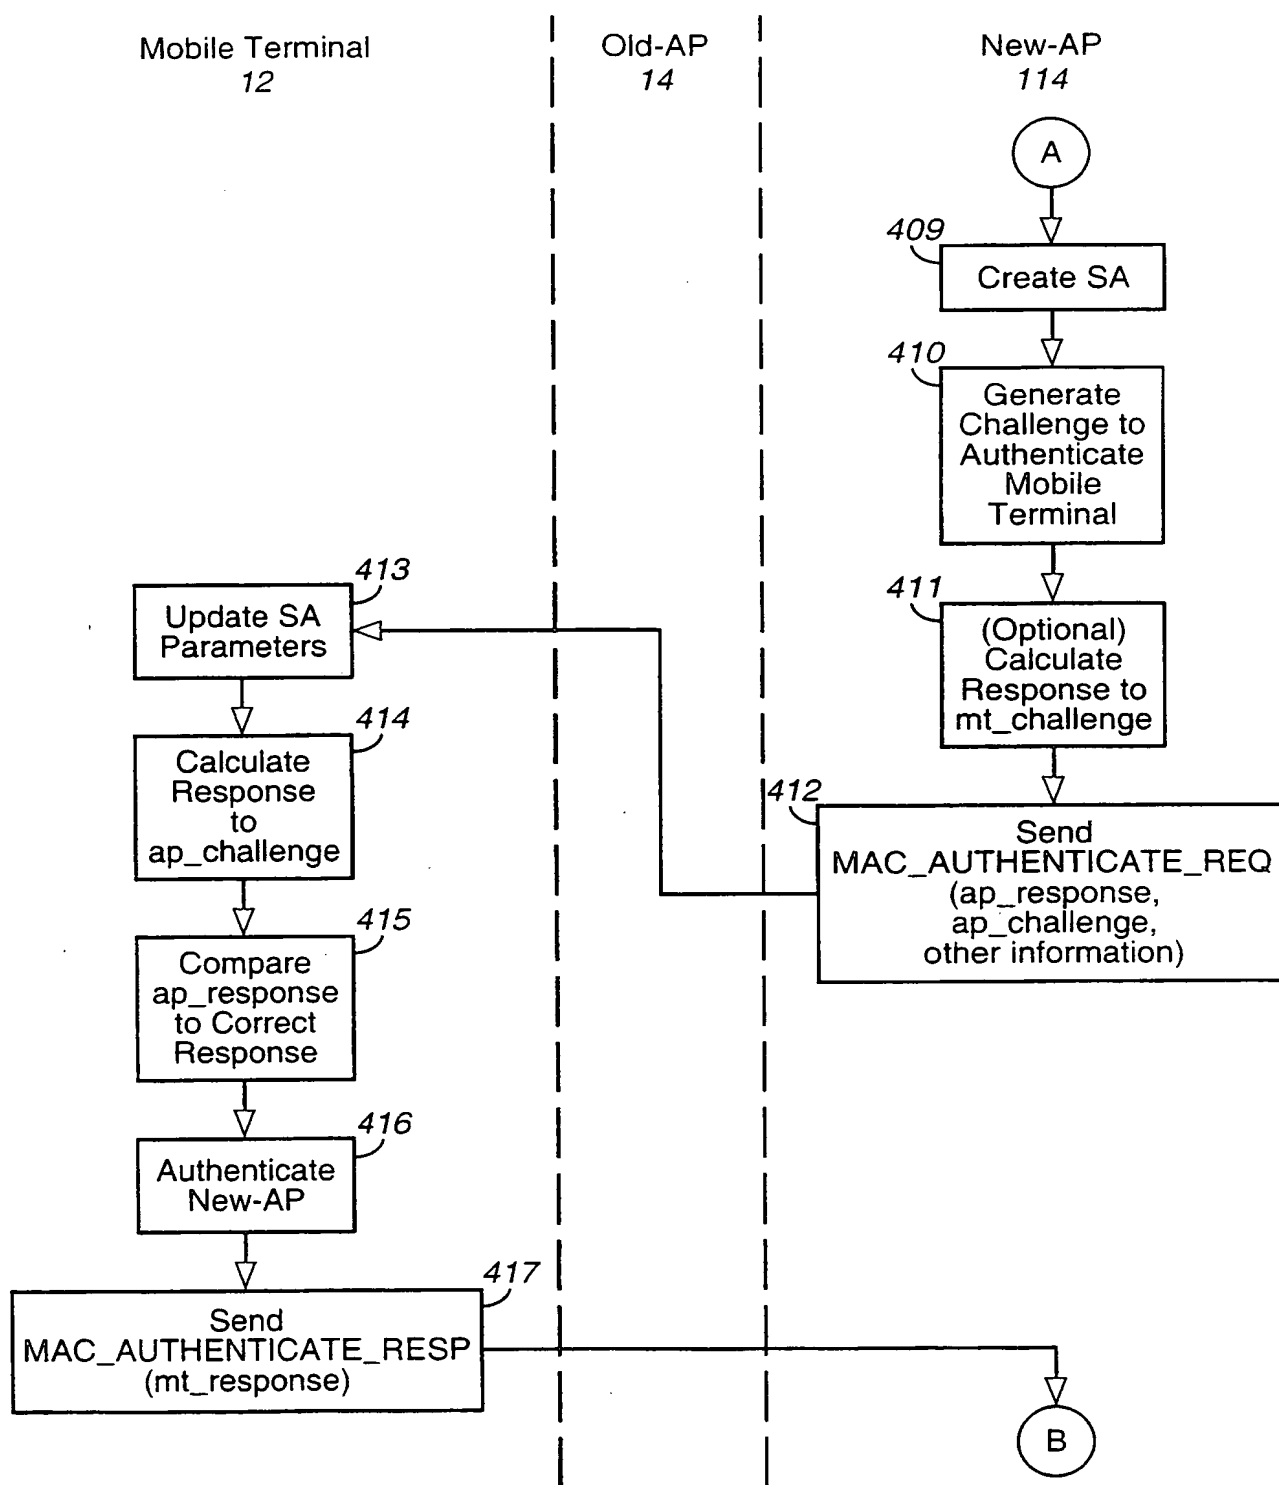 Mobile Terminal
12
Old-AP
14
New-AP
114
A
409
Create SA
410
Generate
Challenge to
Authenticate
Mobile
Terminal
411
(Optional)
Calculate
Response to
mt_challenge
412
Send
MAC_AUTHENTICATE_REQ
(ap_response,
ap_challenge,
other information)
413
Update SA
Parameters
414
Calculate
Response
to
ap_challenge
415
Compare
ap_response
to Correct
Response
416
Authenticate
New-AP
417
Send
MAC_AUTHENTICATE_RESP
(mt_response)
B